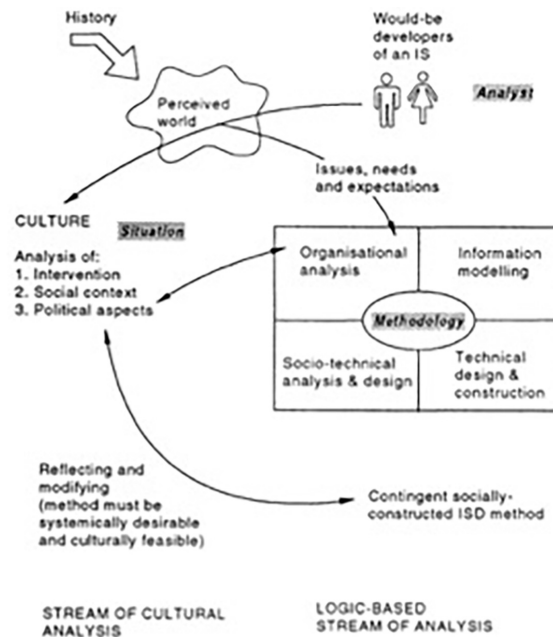 History
Would-be
developers
of an IS
Analyst
Perceived
world
Issues, needs
and expectations
CULTURE
Situation
Analysis of:
1. Intervention
2. Social context
3. Political aspects
Organisational
analysis
Information
modelling
Methodology
Socio-technical
analysis & design
Technical
design &
construction
Reflecting and
modifying
(method must be
systemically desirable
and culturally feasible)
Contingent socially-
constructed ISD method
STREAM OF CULTURAL
ANALYSIS
LOGIC-BASED
STREAM OF ANALYSIS